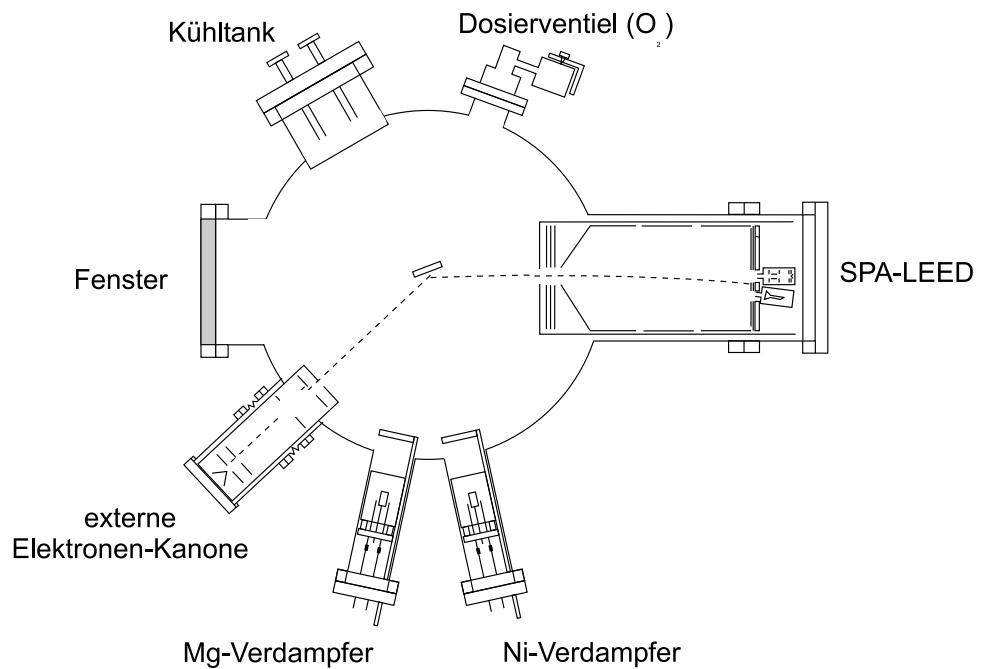 Kühltank
Dosierventiel (O₂)
Fenster
SPA-LEED
externe
Elektronen-Kanone
Mg-Verdampfer
Ni-Verdampfer